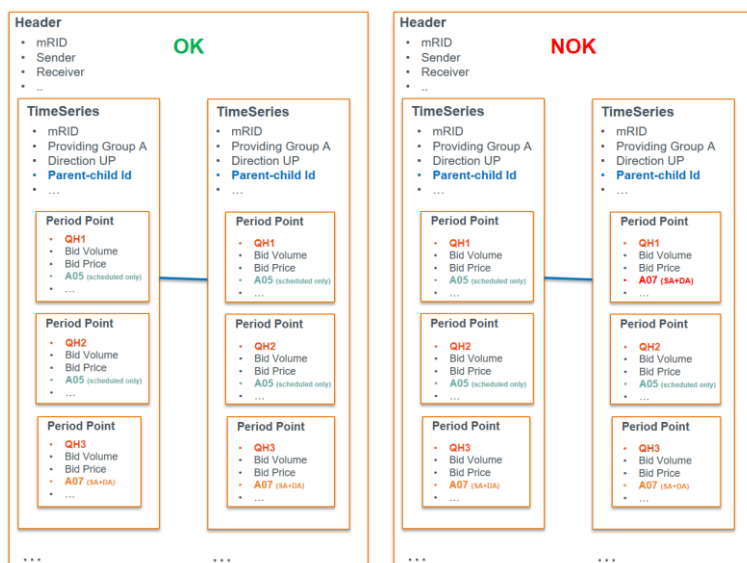 Header
• mRID
• Sender
• Receiver
• ..
OK
TimeSeries
• mRID
• Providing Group A
• Direction UP
• Parent-child Id
• …
Period Point
• QH1
• Bid Volume
• Bid Price
• A05 (scheduled only)
• …
Period Point
• QH2
• Bid Volume
• Bid Price
• A05 (scheduled only)
• …
Period Point
• QH3
• Bid Volume
• Bid Price
• A07 (SA+DA)
• …
…
TimeSeries
• mRID
• Providing Group A
• Direction UP
• Parent-child Id
• …
Period Point
• QH1
• Bid Volume
• Bid Price
• A05 (scheduled only)
• …
Period Point
• QH2
• Bid Volume
• Bid Price
• A05 (scheduled only)
• …
Period Point
• QH3
• Bid Volume
• Bid Price
• A07 (SA+DA)
• …
…
Header
• mRID
• Sender
• Receiver
• ..
NOK
TimeSeries
• mRID
• Providing Group A
• Direction UP
• Parent-child Id
• …
Period Point
• QH1
• Bid Volume
• Bid Price
• A05 (scheduled only)
• …
Period Point
• QH2
• Bid Volume
• Bid Price
• A05 (scheduled only)
• …
Period Point
• QH3
• Bid Volume
• Bid Price
• A07 (SA+DA)
• …
…
TimeSeries
• mRID
• Providing Group A
• Direction UP
• Parent-child Id
• …
Period Point
• QH1
• Bid Volume
• Bid Price
• A07 (SA+DA)
• …
Period Point
• QH2
• Bid Volume
• Bid Price
• A05 (scheduled only)
• …
Period Point
• QH3
• Bid Volume
• Bid Price
• A07 (SA+DA)
• …
…